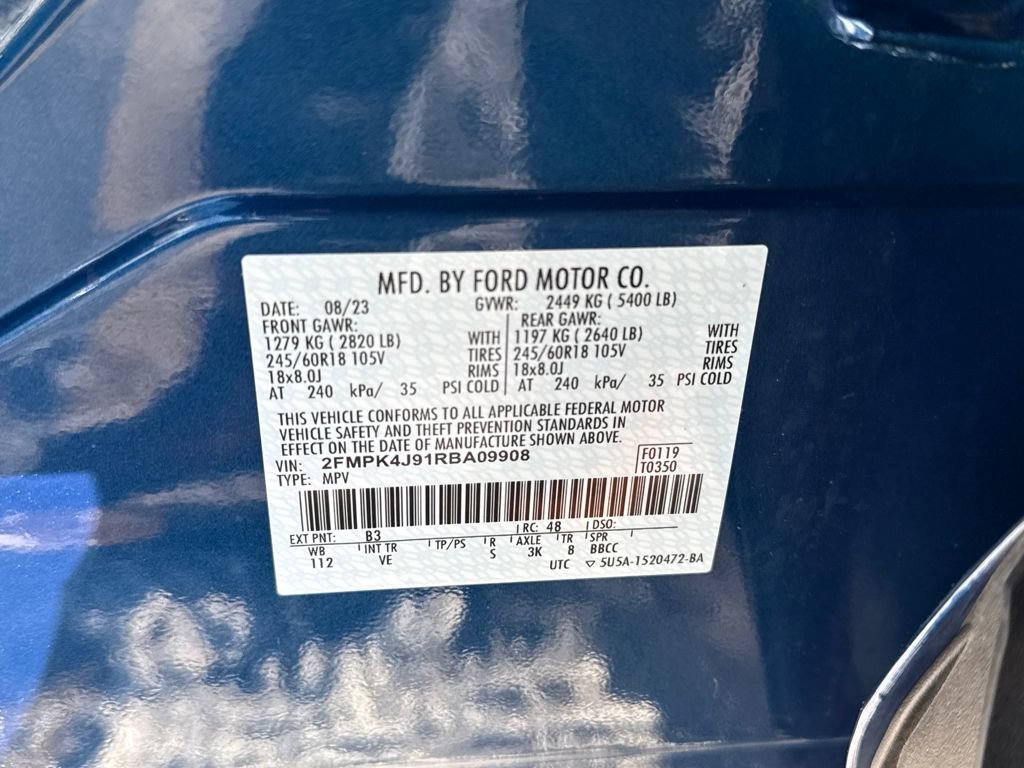 MFD. BY FORD MOTOR CO.
DATE: 08/23 GVWR: 2449 KG ( 5400 LB)
FRONT GAWR: REAR GAWR:
1279 KG ( 2820 LB) WITH 1197 KG ( 2640 LB) WITH
245/60R18 105V TIRES 245/60R18 105V TIRES
18x8.0J RIMS 18x8.0J RIMS
AT 240 kPa/ 35 PSI COLD AT 240 kPa/ 35 PSI COLD
THIS VEHICLE CONFORMS TO ALL APPLICABLE FEDERAL MOTOR
VEHICLE SAFETY AND THEFT PREVENTION STANDARDS IN
EFFECT ON THE DATE OF MANUFACTURE SHOWN ABOVE.
VIN: 2FMPK4J91RBA09908 F0119
TYPE: MPV T0350
EXT PNT: B3 RC: 48 DSO:
WB INT TR TP/PS R AXLE TR SPR
112 VE S 3K 8 BBCC
UTC ▽ 5U5A-1520472-BA